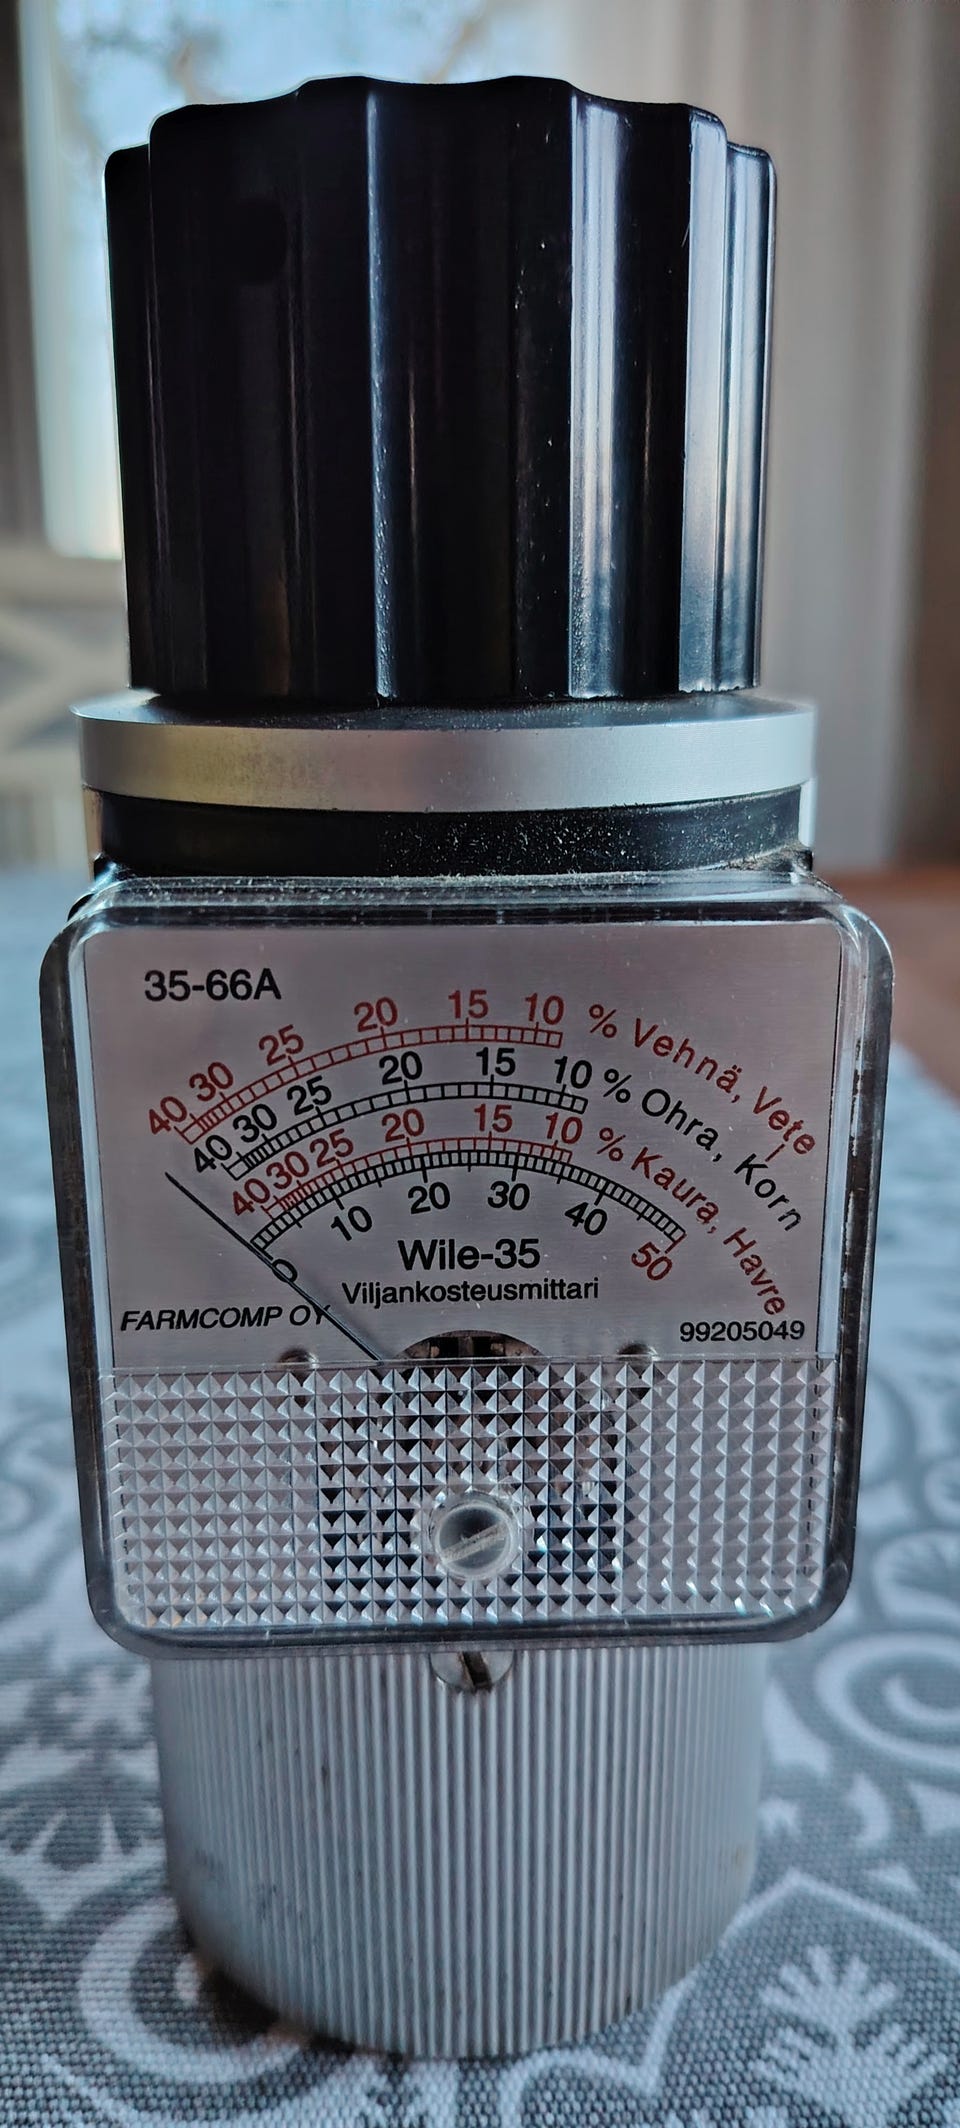 35-66A
40 30 25 20 15 10 % Vehnä, Vete
40 30 25 20 15 10 % Ohra, Korn
40 30 25 20 15 10 % Kaura, Havre
0 10 20 30 40 50
Wile-35
Viljankosteusmittari
FARMCOMP OY
99205049